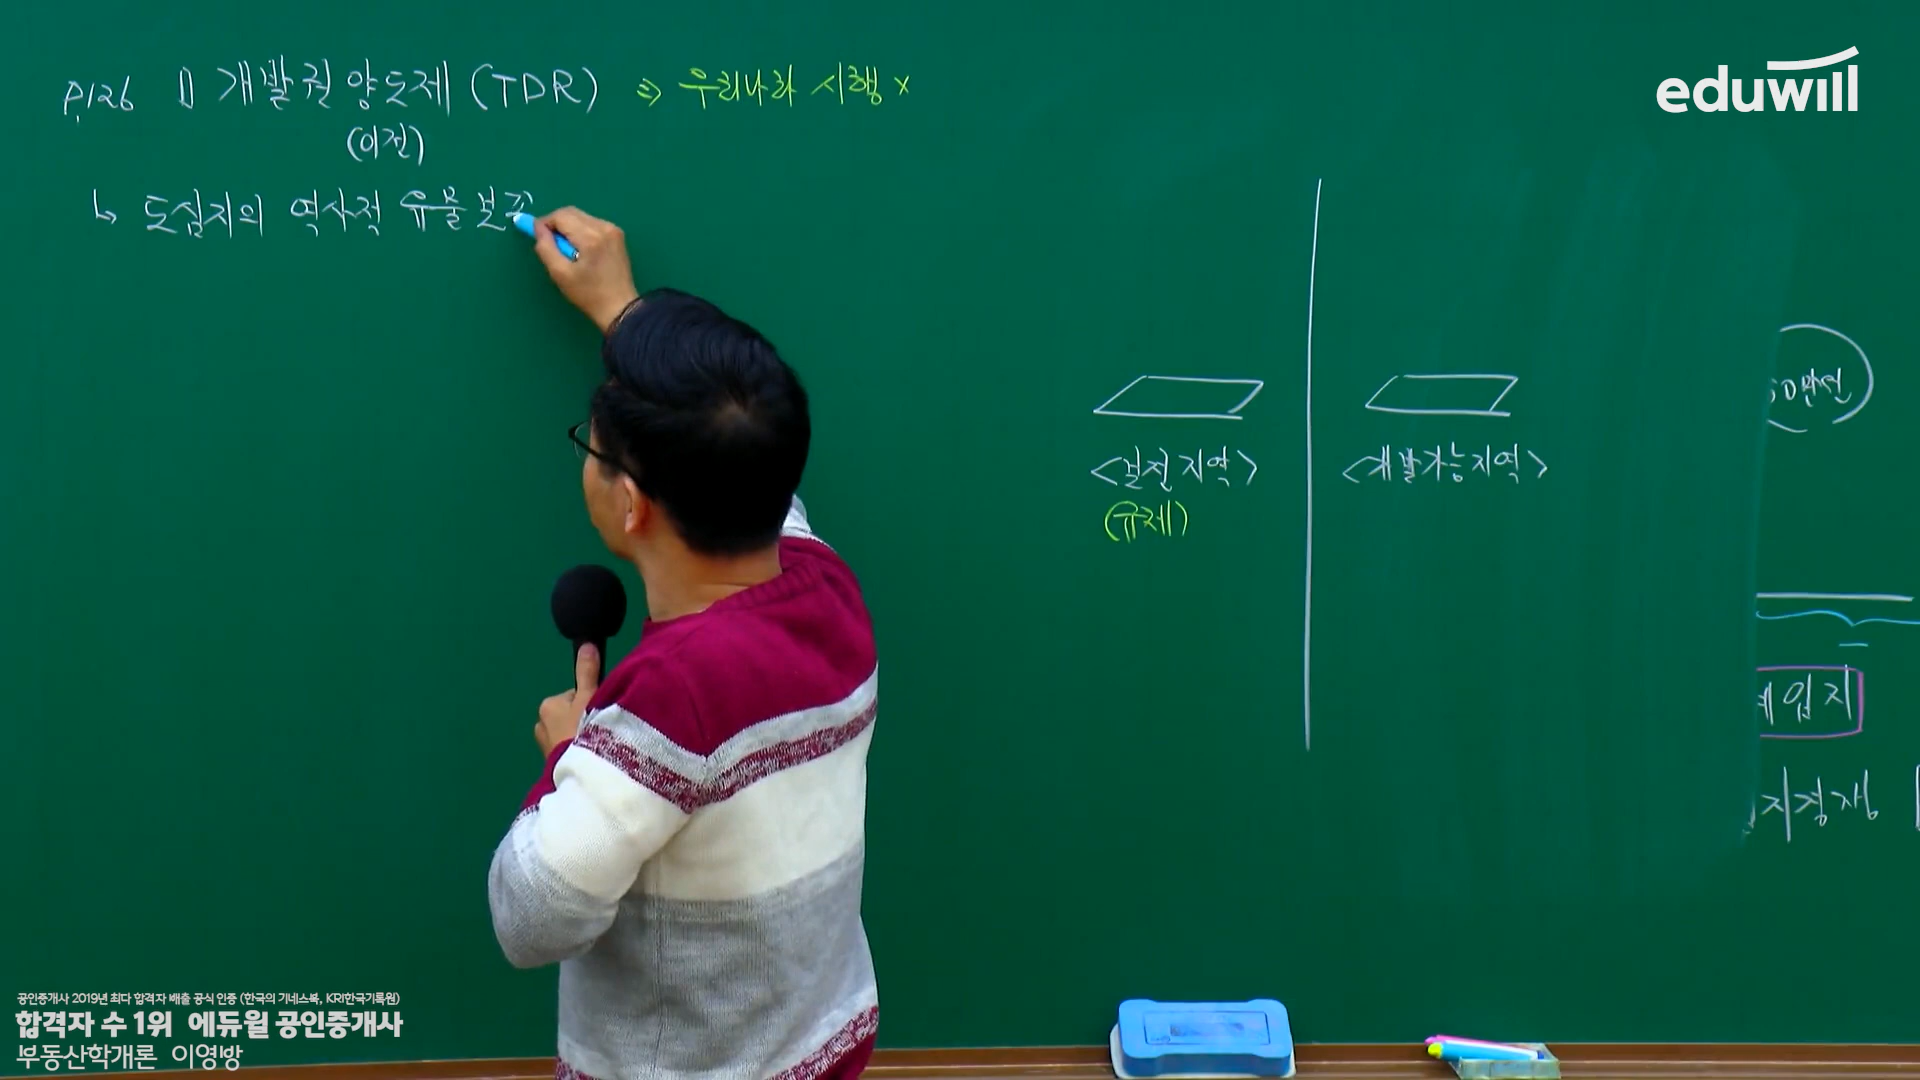 P.126 ① 개발권양도제 (TDR) ⇒ 우리나라 시행 x
(이전)
↳ 도심지의 역사적 유물보존
eduwill
<보전지역>
(규제)
<개발가능지역>
50만원
입지
지경쟁
공인중개사 2019년 최다 합격자 배출 공식 인증 (한국의 기네스북, KRI한국기록원)
합격자 수 1위 에듀윌 공인중개사
부동산학개론 이영방